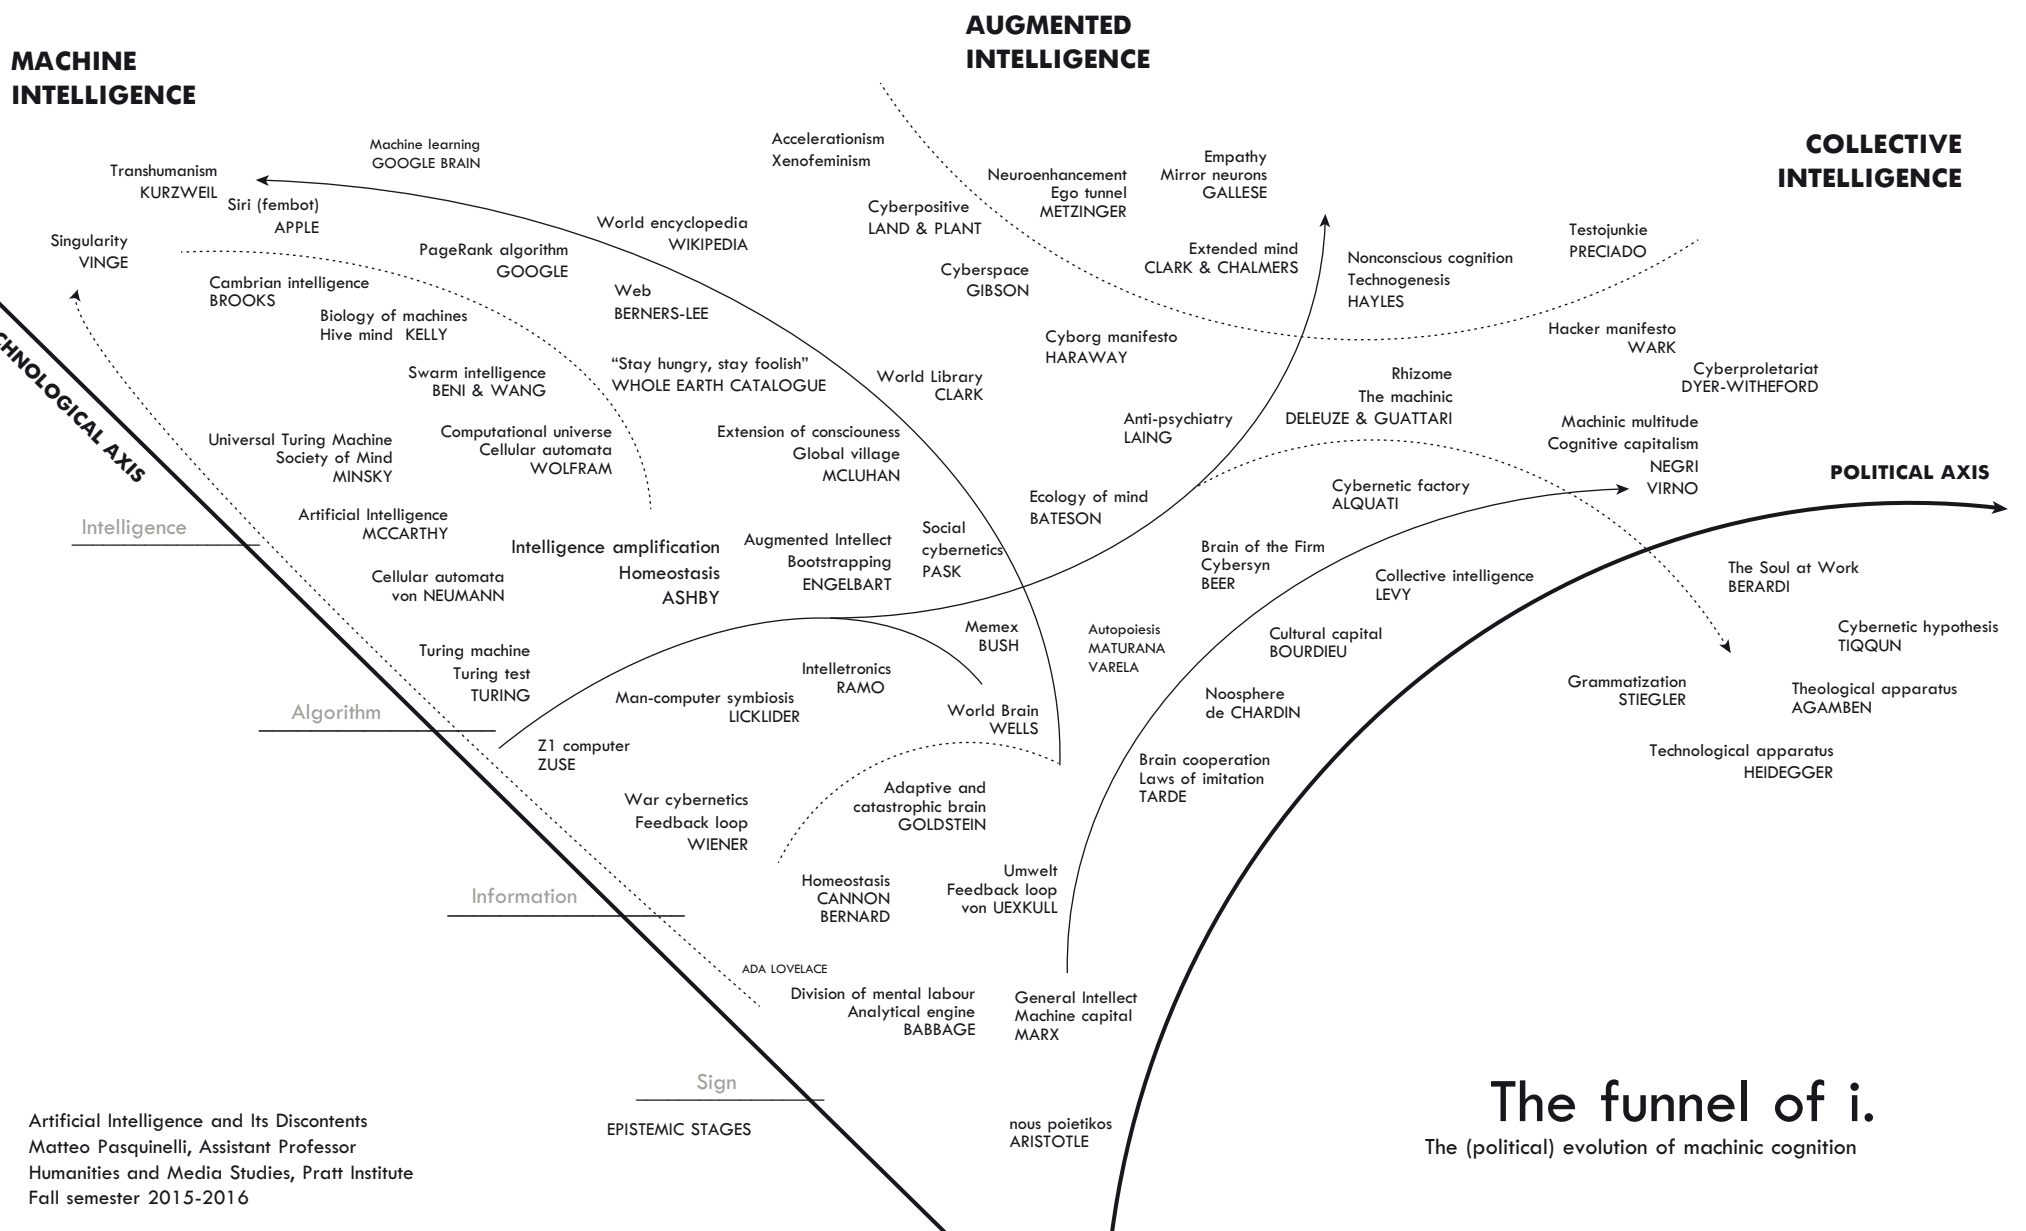 AUGMENTED
INTELLIGENCE
MACHINE
INTELLIGENCE
COLLECTIVE
INTELLIGENCE
Machine learning
GOOGLE BRAIN
Transhumanism
KURZWEIL
Siri (fembot)
APPLE
Singularity
VINGE
Accelerationism
Xenofeminism
Neuroenhancement
Ego tunnel
METZINGER
Empathy
Mirror neurons
GALLESE
Cyberpositive
LAND & PLANT
World encyclopedia
WIKIPEDIA
PageRank algorithm
GOOGLE
Extended mind
CLARK & CHALMERS
Nonconscious cognition
Technogenesis
HAYLES
Testojunkie
PRECIADO
Cyberspace
GIBSON
Cambrian intelligence
BROOKS
Web
BERNERS-LEE
Biology of machines
Hive mind KELLY
Cyborg manifesto
HARAWAY
Hacker manifesto
WARK
CHNOLOGICAL AXIS
Swarm intelligence
BENI & WANG
“Stay hungry, stay foolish”
WHOLE EARTH CATALOGUE
World Library
CLARK
Rhizome
The machinic
DELEUZE & GUATTARI
Cyberproletariat
DYER-WITHEFORD
Universal Turing Machine
Society of Mind
MINSKY
Computational universe
Cellular automata
WOLFRAM
Extension of consciouness
Global village
MCLUHAN
Anti-psychiatry
LAING
Machinic multitude
Cognitive capitalism
NEGRI
VIRNO
POLITICAL AXIS
Ecology of mind
BATESON
Cybernetic factory
ALQUATI
Intelligence
Artificial Intelligence
MCCARTHY
Intelligence amplification
Homeostasis
ASHBY
Augmented Intellect
Bootstrapping
ENGELBART
Social
cybernetics
PASK
Brain of the Firm
Cybersyn
BEER
Collective intelligence
LEVY
The Soul at Work
BERARDI
Cellular automata
von NEUMANN
Memex
BUSH
Autopoiesis
MATURANA
VARELA
Cultural capital
BOURDIEU
Cybernetic hypothesis
TIQQUN
Turing machine
Turing test
TURING
Intelletronics
RAMO
Man-computer symbiosis
LICKLIDER
World Brain
WELLS
Noosphere
de CHARDIN
Grammatization
STIEGLER
Theological apparatus
AGAMBEN
Algorithm
Z1 computer
ZUSE
Brain cooperation
Laws of imitation
TARDE
Technological apparatus
HEIDEGGER
War cybernetics
Feedback loop
WIENER
Adaptive and
catastrophic brain
GOLDSTEIN
Information
Homeostasis
CANNON
BERNARD
Umwelt
Feedback loop
von UEXKULL
ADA LOVELACE
Division of mental labour
Analytical engine
BABBAGE
General Intellect
Machine capital
MARX
Sign
EPISTEMIC STAGES
nous poietikos
ARISTOTLE
The funnel of i.
The (political) evolution of machinic cognition
Artificial Intelligence and Its Discontents
Matteo Pasquinelli, Assistant Professor
Humanities and Media Studies, Pratt Institute
Fall semester 2015-2016